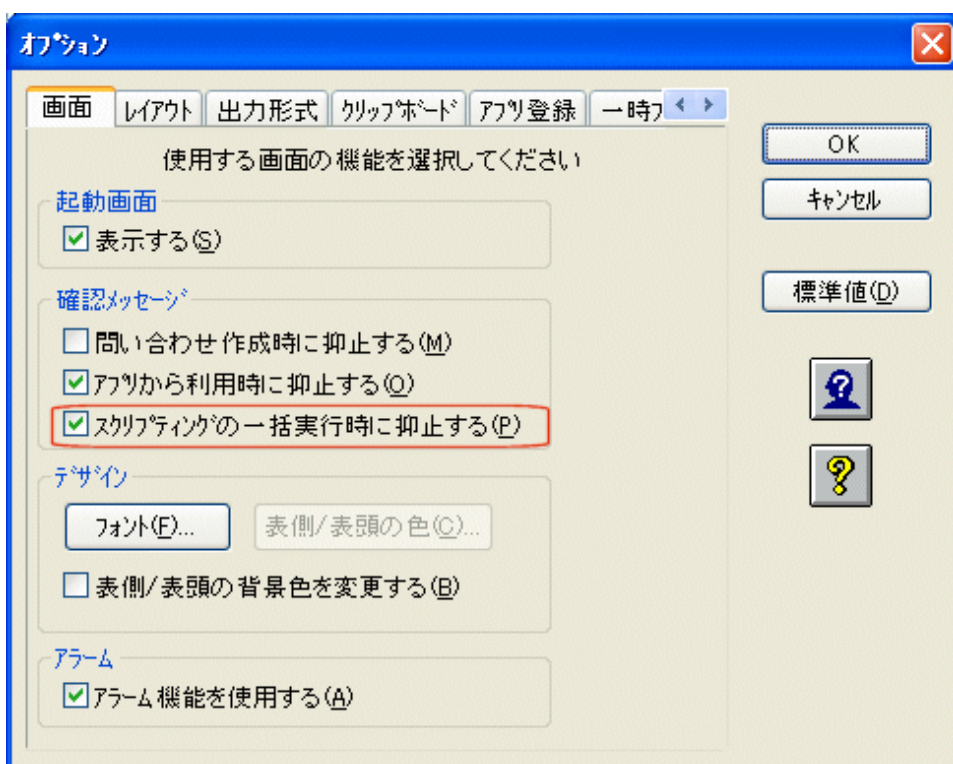 ｵﾌﾟｼｮﾝ
画面 ﾚｲｱｳﾄ 出力形式 ｸﾘｯﾌﾟﾎﾞｰﾄﾞ ｱﾌﾟﾘ登録 一時ﾌ
使用する画面の機能を選択してください
起動画面
表示する(S)
確認ﾒｯｾｰｼﾞ
問い合わせ作成時に抑止する(M)
ｱﾌﾟﾘから利用時に抑止する(O)
ｽｸﾘﾌﾟﾃｨﾝｸﾞの一括実行時に抑止する(P)
ﾃﾞｻﾞｲﾝ
ﾌｫﾝﾄ(F)... 表側/表頭の色(C)...
表側/表頭の背景色を変更する(B)
ｱﾗｰﾑ
ｱﾗｰﾑ機能を使用する(A)
OK
ｷｬﾝｾﾙ
標準値(D)